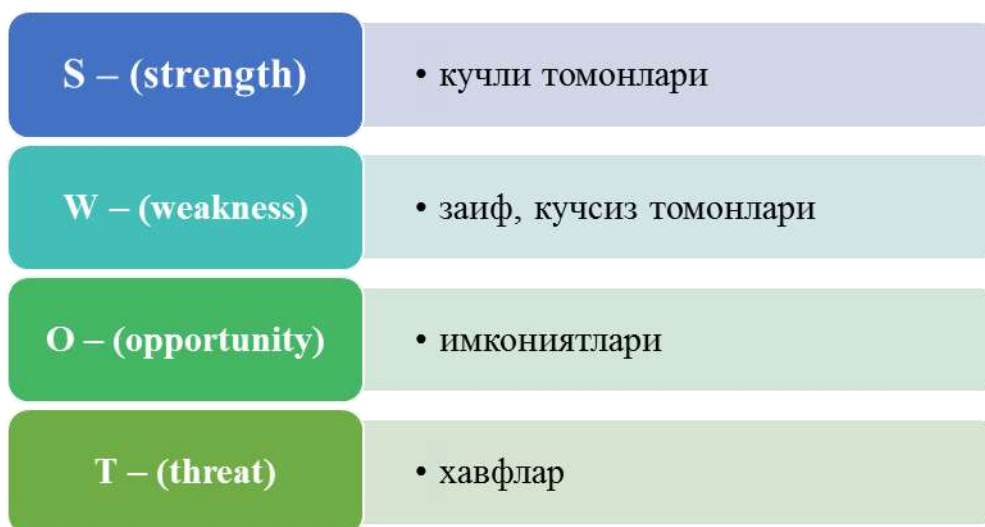 S – (strength)
• кучли томонлари
W – (weakness)
• заиф, кучсиз томонлари
O – (opportunity)
• имкониятлари
T – (threat)
• хавфлар